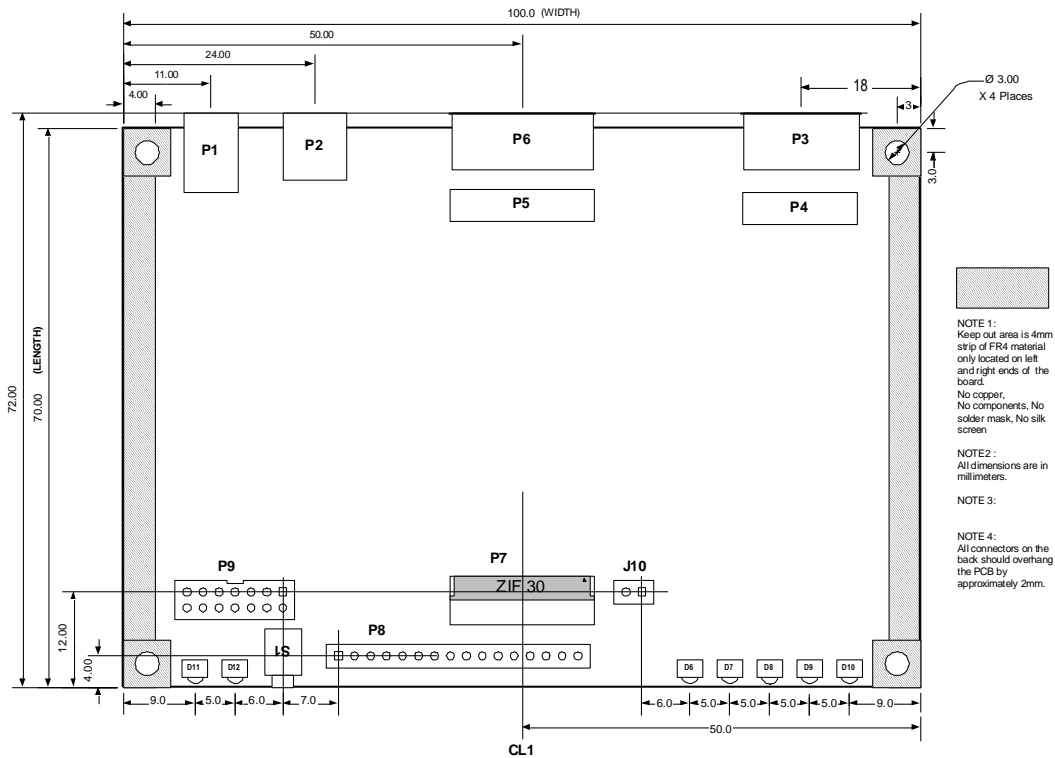 100.0 (WIDTH)
50.00
24.00
11.00
4.00
18
Ø 3.00
X 4 Places
3
3.0
P1
P2
P6
P3
P5
P4
72.00
70.00 (LENGTH)
NOTE 1:
Keep out area is 4mm
strip of FR4 material
only located on left
and right ends of the
board.
No copper,
No components, No
solder mask, No silk
screen
NOTE2 :
All dimensions are in
millimeters.
NOTE 3:
NOTE 4:
All connectors on the
back should overhang
the PCB by
approximately 2mm.
P9
P7
J10
ZIF 30
12.00
4.00
P8
S1
D11
D12
D6
D7
D8
D9
D10
9.0
5.0
6.0
7.0
6.0
5.0
5.0
5.0
5.0
9.0
50.0
CL1